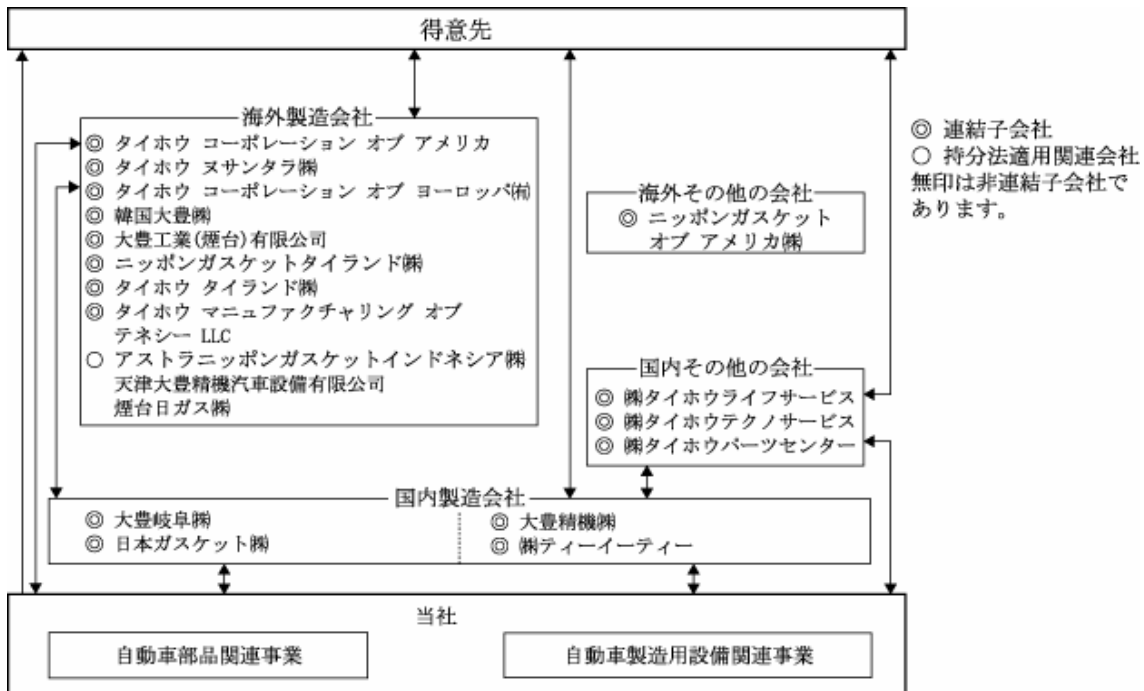 得意先
海外製造会社
◎ タイホウ コーポレーション オブ アメリカ
◎ タイホウ ヌサンタラ㈱
◎ タイホウ コーポレーション オブ ヨーロッパ㈲
◎ 韓国大豊㈱
◎ 大豊工業(煙台)有限公司
◎ ニッポンガスケットタイランド㈱
◎ タイホウ タイランド㈱
◎ タイホウ マニュファクチャリング オブ
テネシー LLC
○ アストラニッポンガスケットインドネシア㈱
天津大豊精機汽車設備有限公司
煙台日ガス㈱
海外その他の会社
◎ ニッポンガスケット
オブ アメリカ㈱
◎ 連結子会社
○ 持分法適用関連会社
無印は非連結子会社で
あります。
国内その他の会社
◎ ㈱タイホウライフサービス
◎ ㈱タイホウテクノサービス
◎ ㈱タイホウパーツセンター
国内製造会社
◎ 大豊岐阜㈱
◎ 日本ガスケット㈱
◎ 大豊精機㈱
◎ ㈱ティーイーティー
当社
自動車部品関連事業
自動車製造用設備関連事業